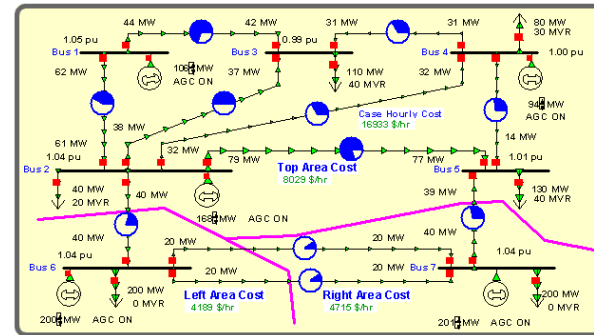 44 MW 42 MW 31 MW 31 MW 80 MW
30 MVR
1.05 pu 0.99 pu 1.00 pu
Bus 1 Bus 3 Bus 4
62 MW 106 MW 37 MW 110 MW 32 MW 94 MW
AGC ON 40 MVR AGC ON
Case Hourly Cost
16933 $/hr
38 MW 14 MW
61 MW 32 MW
1.04 pu 79 MW Top Area Cost 77 MW 1.01 pu
Bus 2 8029 $/hr Bus 5
40 MW 40 MW 39 MW 130 MW
20 MVR 40 MVR
168 MW AGC ON
40 MW 20 MW 20 MW 40 MW
1.04 pu 1.04 pu
Bus 6 Bus 7
20 MW 20 MW
200 MW Left Area Cost Right Area Cost 200 MW
0 MVR 4189 $/hr 4715 $/hr 0 MVR
200 MW AGC ON 201 MW AGC ON